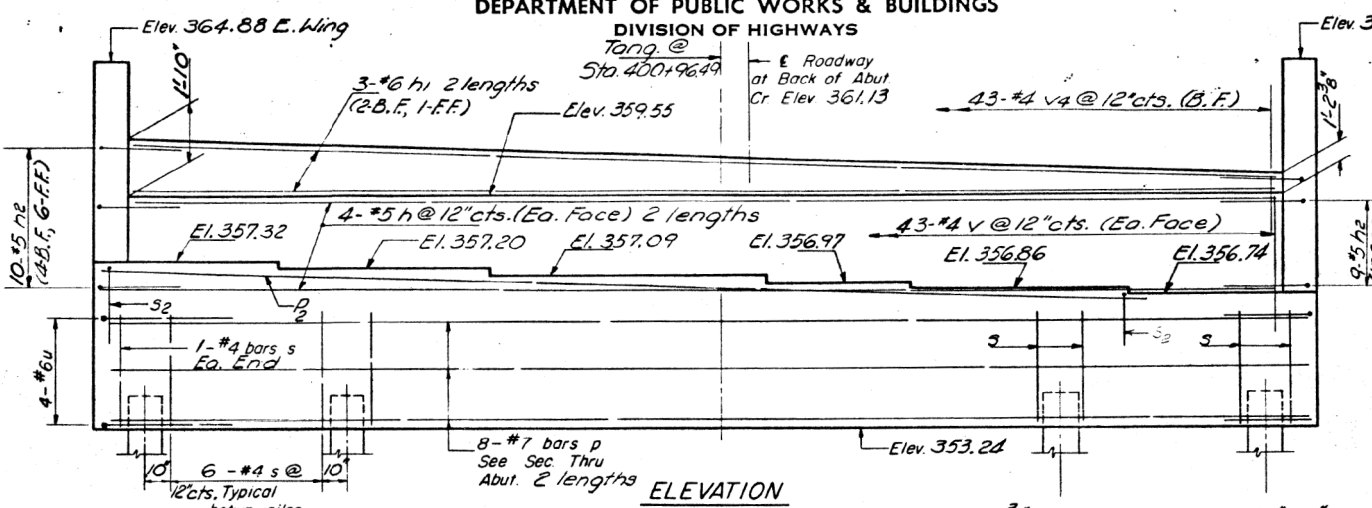 DEPARTMENT OF PUBLIC WORKS & BUILDINGS
DIVISION OF HIGHWAYS
Elev. 364.88 E. Wing
Elev. 3
Tang. @
Sta. 400+96.49
℄ Roadway
at Back of Abut.
Cr. Elev 361.13
1'-10"
3-#6 h1 2 lengths
(2-B.F., 1-F.F.)
Elev. 359.55
43-#4 v4 @ 12"cts. (B.F.)
1'-2 3/8"
10-#5 h2
(4-B.F., 6-F.F.)
4-#5 h @ 12"cts. (Ea. Face) 2 lengths
43-#4 v @ 12"cts. (Ea. Face)
9-#5 h2
El. 357.32
El. 357.20
El. 357.09
El. 356.97
El. 356.86
El. 356.74
s2
p2
s
s2
s
1-#4 bars s
Ea. End
4-#6u
8-#7 bars p
See Sec. Thru
Abut. 2 lengths
Elev. 353.24
10"
6-#4 s @
10"
12"cts. Typical
ELEVATION